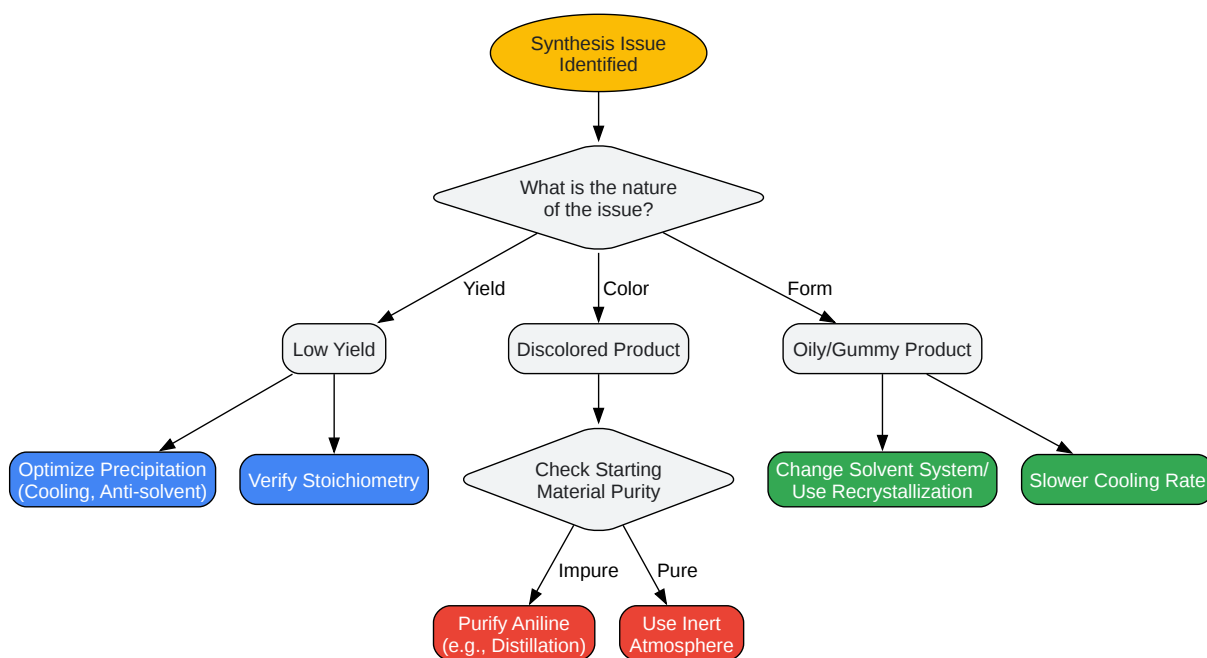 Synthesis Issue
Identified
What is the nature
of the issue?
Yield
Color
Form
Low Yield
Discolored Product
Oily/Gummy Product
Optimize Precipitation
(Cooling, Anti-solvent)
Verify Stoichiometry
Check Starting
Material Purity
Change Solvent System/
Use Recrystallization
Slower Cooling Rate
Impure
Pure
Purify Aniline
(e.g., Distillation)
Use Inert
Atmosphere